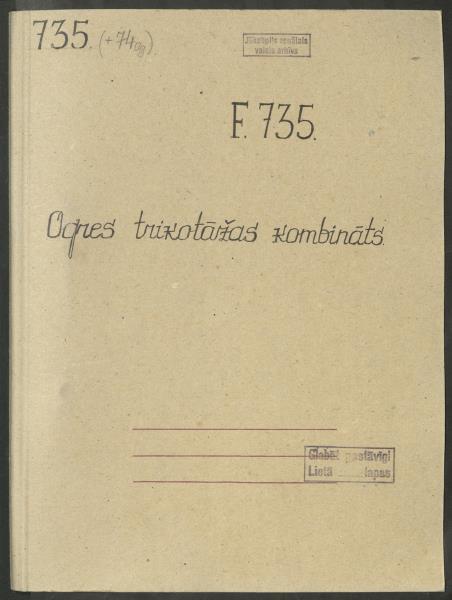 735. (+74 )
Jēkabpils zonālais
valsts arhīvs
F. 735.
Ogres trikotāžas kombināts.
Glabāt pastāvīgi
Lietā lapas